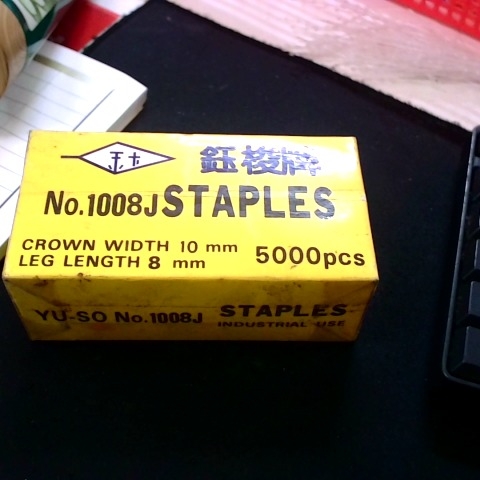 鈺梭牌
No.1008J STAPLES
CROWN WIDTH 10 mm
LEG LENGTH 8 mm
5000pcs
YU-SO No.1008J STAPLES
INDUSTRIAL USE